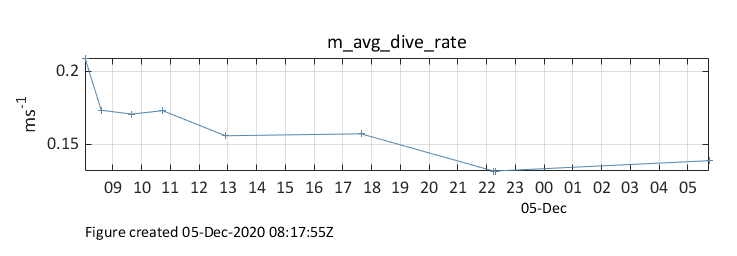 m_avg_dive_rate
0.2
0.15
ms-1
09 10 11 12 13 14 15 16 17 18 19 20 21 22 23 00 01 02 03 04 05
05-Dec
Figure created 05-Dec-2020 08:17:55Z